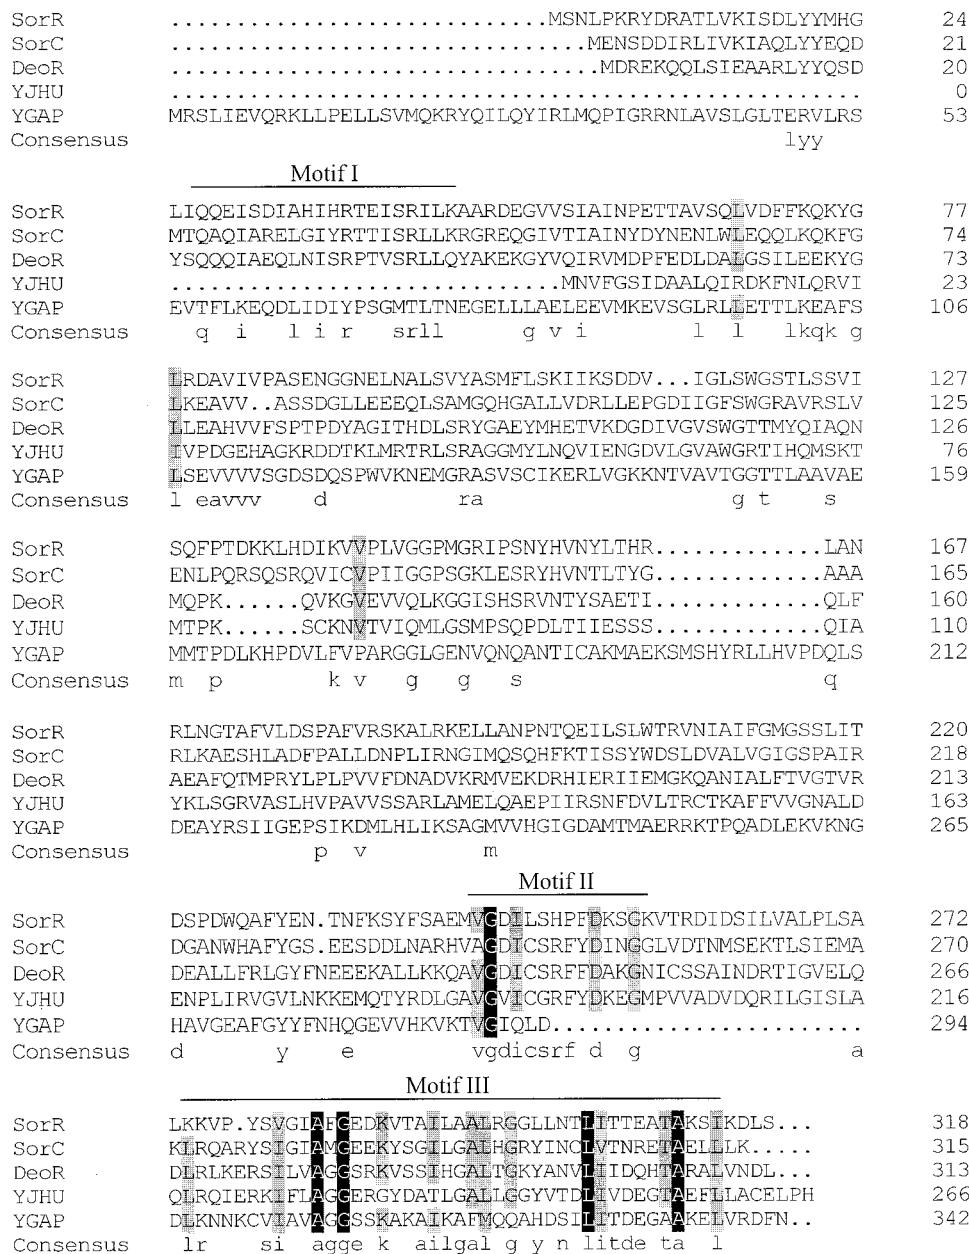 SorR .............................MSNLPKRYDRATLVKISDLYYMHG 24
SorC ................................MENSDDIRLIVKIAQLYYEQD 21
DeoR .................................MDREKQQLSIEAARLYYQSD 20
YJHU ..................................................... 0
YGAP MRSLIEVQRKLLPELLSVMQKRYQILQYIRLMQPIGRRNLAVSLGLTERVLRS 53
Consensus lyy
Motif I
SorR LIQQEISDIAHIHRTEISRILKAARDEGVVSIAINPETTAVSQLVDFFKQKYG 77
SorC MTQAQIARELGIYRTTISRLLKRGREQGIVTIAINYDYNENLWLEQQLKQKFG 74
DeoR YSQQQIAEQLNISRPTVSRLLQYAKEKGYVQIRVMDPFEDLDALGSILEEKYG 73
YJHU ..............................MNVFGSIDAALQIRDKFNLQRVI 23
YGAP EVTFLKEQDLIDIYPSGMTLTNEGELLLAELEEVMKEVSGLRLLETTLKEAFS 106
Consensus q i l i r srll g v i l l lkqk g
SorR LRDAVIVPASENGGNELNALSVYASMFLSKIIKSDDV...IGLSWGSTLSSVI 127
SorC LKEAVV..ASSDGLLEEEQLSAMGQHGALLVDRLLEPGDIIGFSWGRAVRSLV 125
DeoR LLEAHVVFSPTPDYAGITHDLSRYGAEYMHETVKDGDIVGVSWGTTMYQIAQN 126
YJHU IVPDGEHAGKRDDTKLMRTRLSRAGGMYLNQVIENGDVLGVAWGRTIHQMSKT 76
YGAP LSEVVVVSGDSDQSPWVKNEMGRASVSCIKERLVGKKNTVAVTGGTTLAAVAE 159
Consensus l eavvv d ra g t s
SorR SQFPTDKKLHDIKVVPLVGGPMGRIPSNYHVNYLTHR.............LAN 167
SorC ENLPQRSQSRQVICVPIIGGPSGKLESRYHVNTLTYG.............AAA 165
DeoR MQPK......QVKGVEVVQLKGGISHSRVNTYSAETI.............QLF 160
YJHU MTPK......SCKNVTVIQMLGSMPSQPDLTIIESSS.............QIA 110
YGAP MMTPDLKHPDVLFVPARGGLGENVQNQANTICAKMAEKSMSHYRLLHVPDQLS 212
Consensus m p k v g g s q
SorR RLNGTAFVLDSPAFVRSKALRKELLANPNTQEILSLWTRVNIAIFGMGSSLIT 220
SorC RLKAESHLADFPALLDNPLIRNGIMQSQHFKTISSYWDSLDVALVGIGSPAIR 218
DeoR AEAFQTMPRYLPLPVVFDNADVKRMVEKDRHIERIIEMGKQANIALFTVGTVR 213
YJHU YKLSGRVASLHVPAVVSSARLAMELQAEPIIRSNFDVLTRCTKAFFVVGNALD 163
YGAP DEAYRSIIGEPSIKDMLHLIKSAGMVVHGIGDAMTMAERRKTPQADLEKVKNG 265
Consensus p v m
Motif II
SorR DSPDWQAFYEN.TNFKSYFSAEMVGDILSHPFDKSGKVTRDIDSILVALPLSA 272
SorC DGANWHAFYGS.EESDDLNARHVAGDICSRFYDINGGLVDTNMSEKTLSIEMA 270
DeoR DEALLFRLGYFNEEEKALLKKQAVGDICSRFFDAKGNICSSAINDRTIGVELQ 266
YJHU ENPLIRVGVLNKKEMQTYRDLGAVGVICGRFYDKEGMPVVADVDQRILGISLA 216
YGAP HAVGEAFGYYFNHQGEVVHKVKTVGIQLD........................ 294
Consensus d y e vgdicsrf d g a
Motif III
SorR LKKVP.YSVGIAFGEDKVTAILAALRGGLLNTLITTEATAKSIKDLS... 318
SorC KLRQARYSIGIAMGEEKYSGILGALHGRYINCLVTNRETAELLLK..... 315
DeoR DLRLKERSILVAGGSRKVSSIHGALTGKYANVLIIDQHTARALVNDL... 313
YJHU QLRQIERKIFLAGGERGYDATLGALLGGYVTDLIVDEGTAEFLLACELPH 266
YGAP DLKNNKCVIAVAGGSSKAKAIKAFMQQAHDSILITDEGAAKELVRDFN.. 342
Consensus lr si agge k ailgal g y n litde ta l